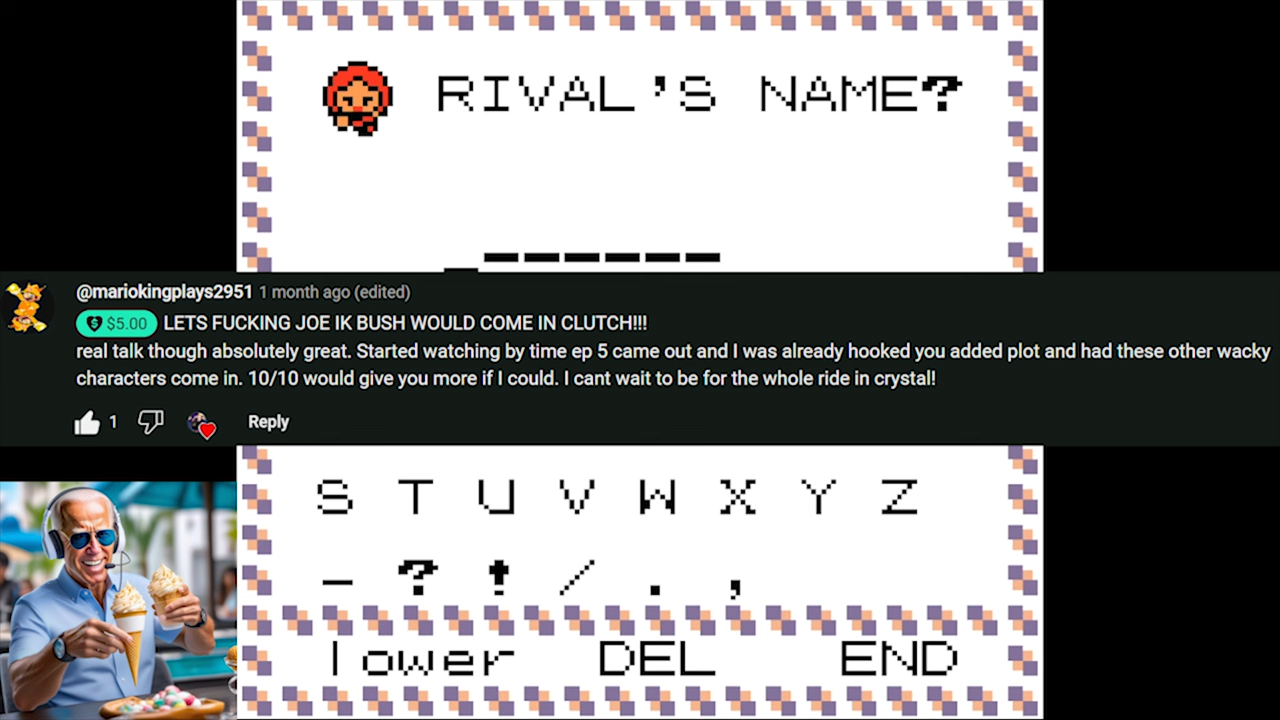 RIVAL'S NAME?
@mariokingplays2951 1 month ago (edited)
$5.00 LETS FUCKING JOE IK BUSH WOULD COME IN CLUTCH!!!
real talk though absolutely great. Started watching by time ep 5 came out and I was already hooked you added plot and had these other wacky
characters come in. 10/10 would give you more if I could. I cant wait to be for the whole ride in crystal!
1 Reply
S T U V W X Y Z
- ? ! / . ,
lower DEL END